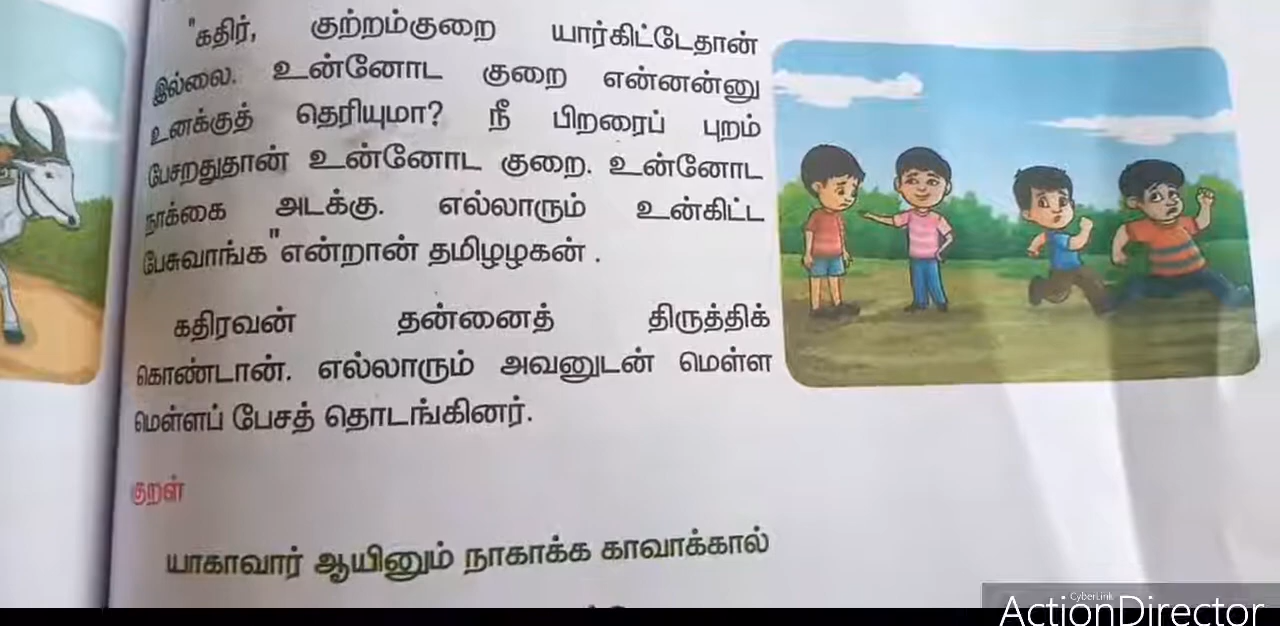 "கதிர், குற்றம்குறை யார்கிட்டேதான்
இல்லை. உன்னோட குறை என்னன்னு
உனக்குத் தெரியுமா? நீ பிறரைப் புறம்
பேசறதுதான் உன்னோட குறை. உன்னோட
நாக்கை அடக்கு. எல்லாரும் உன்கிட்ட
பேசுவாங்க" என்றான் தமிழழகன் .
கதிரவன் தன்னைத் திருத்திக்
கொண்டான். எல்லாரும் அவனுடன் மெள்ள
மெள்ளப் பேசத் தொடங்கினர்.
குறள்
யாகாவார் ஆயினும் நாகாக்க காவாக்கால்
CyberLink
ActionDirector